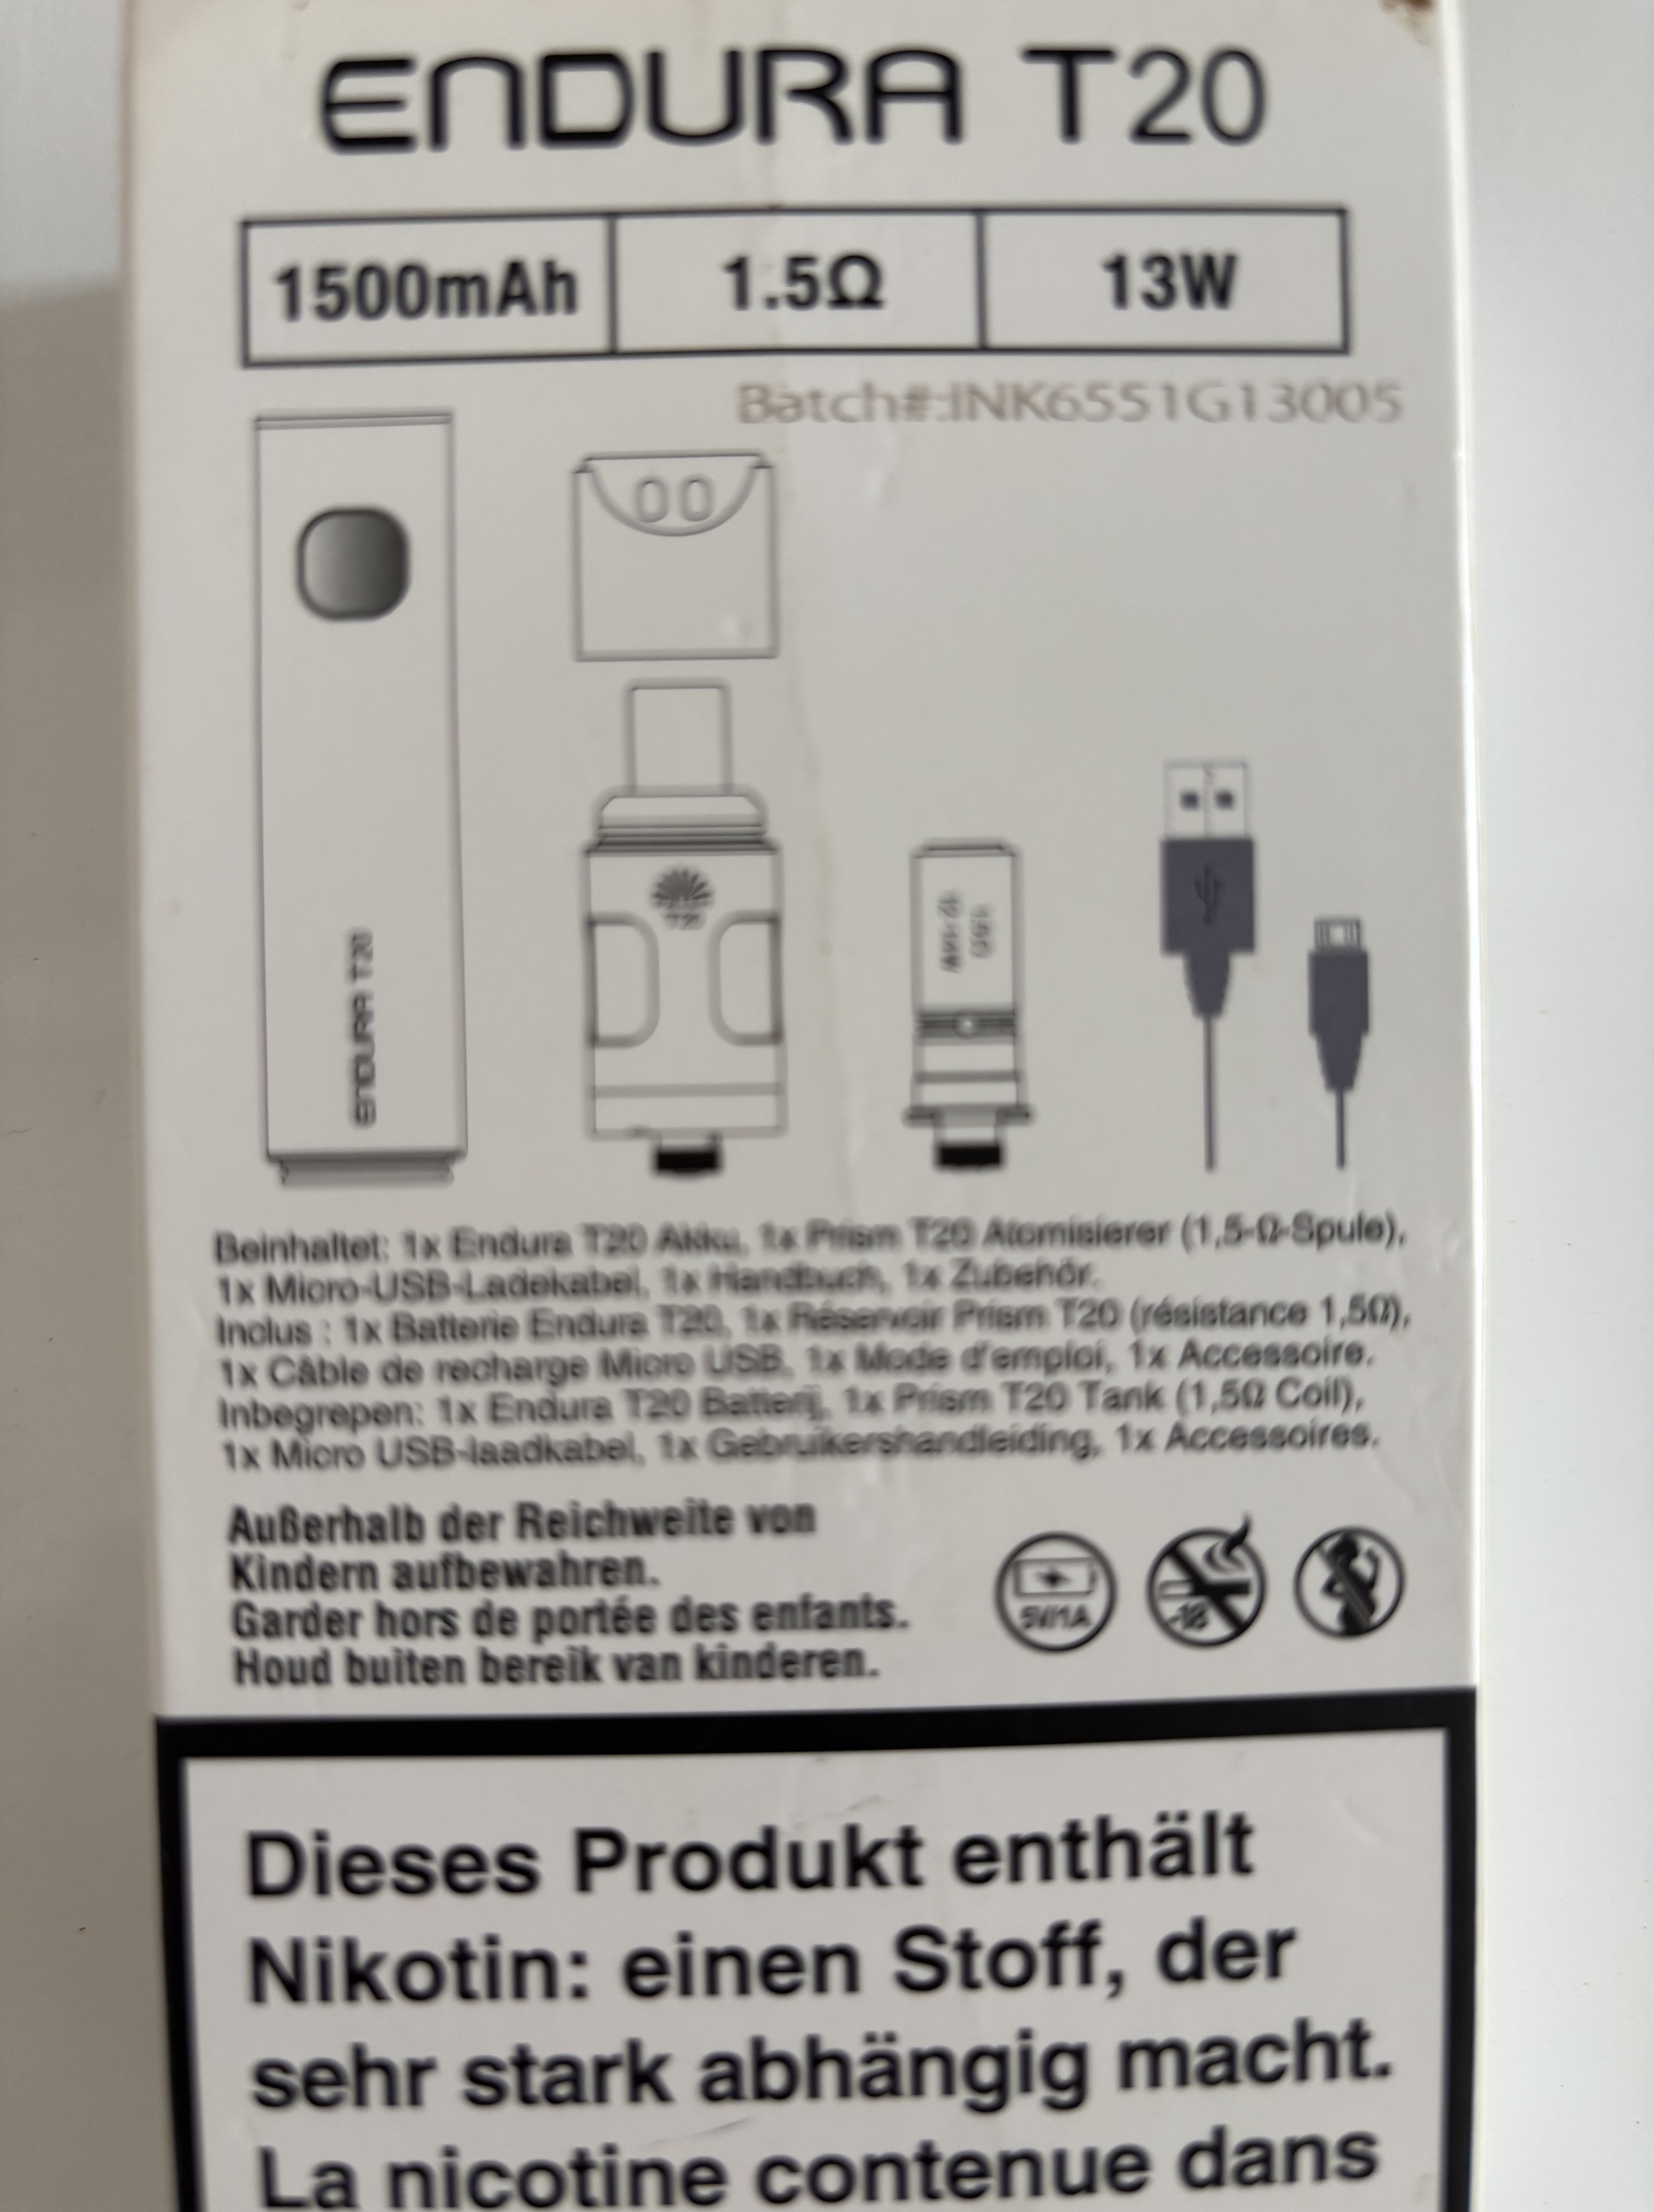 ENDURA T20
1500mAh 1.5Ω 13W
Batch#:INK6551G13005
ENDURA T20
T20
Beinhaltet: 1x Endura T20 Akku, 1x Prism T20 Atomisierer (1,5-Ω-Spule),
1x Micro-USB-Ladekabel, 1x Handbuch, 1x Zubehör.
Inclus : 1x Batterie Endura T20, 1x Réservoir Prism T20 (résistance 1,5Ω),
1x Câble de recharge Micro USB, 1x Mode d'emploi, 1x Accessoire.
Inbegrepen: 1x Endura T20 Batterij, 1x Prism T20 Tank (1,5Ω Coil),
1x Micro USB-laadkabel, 1x Gebruikershandleiding, 1x Accessoires.
Außerhalb der Reichweite von
Kindern aufbewahren.
Garder hors de portée des enfants.
Houd buiten bereik van kinderen.
5V/1A
-18
Dieses Produkt enthält
Nikotin: einen Stoff, der
sehr stark abhängig macht.
La nicotine contenue dans